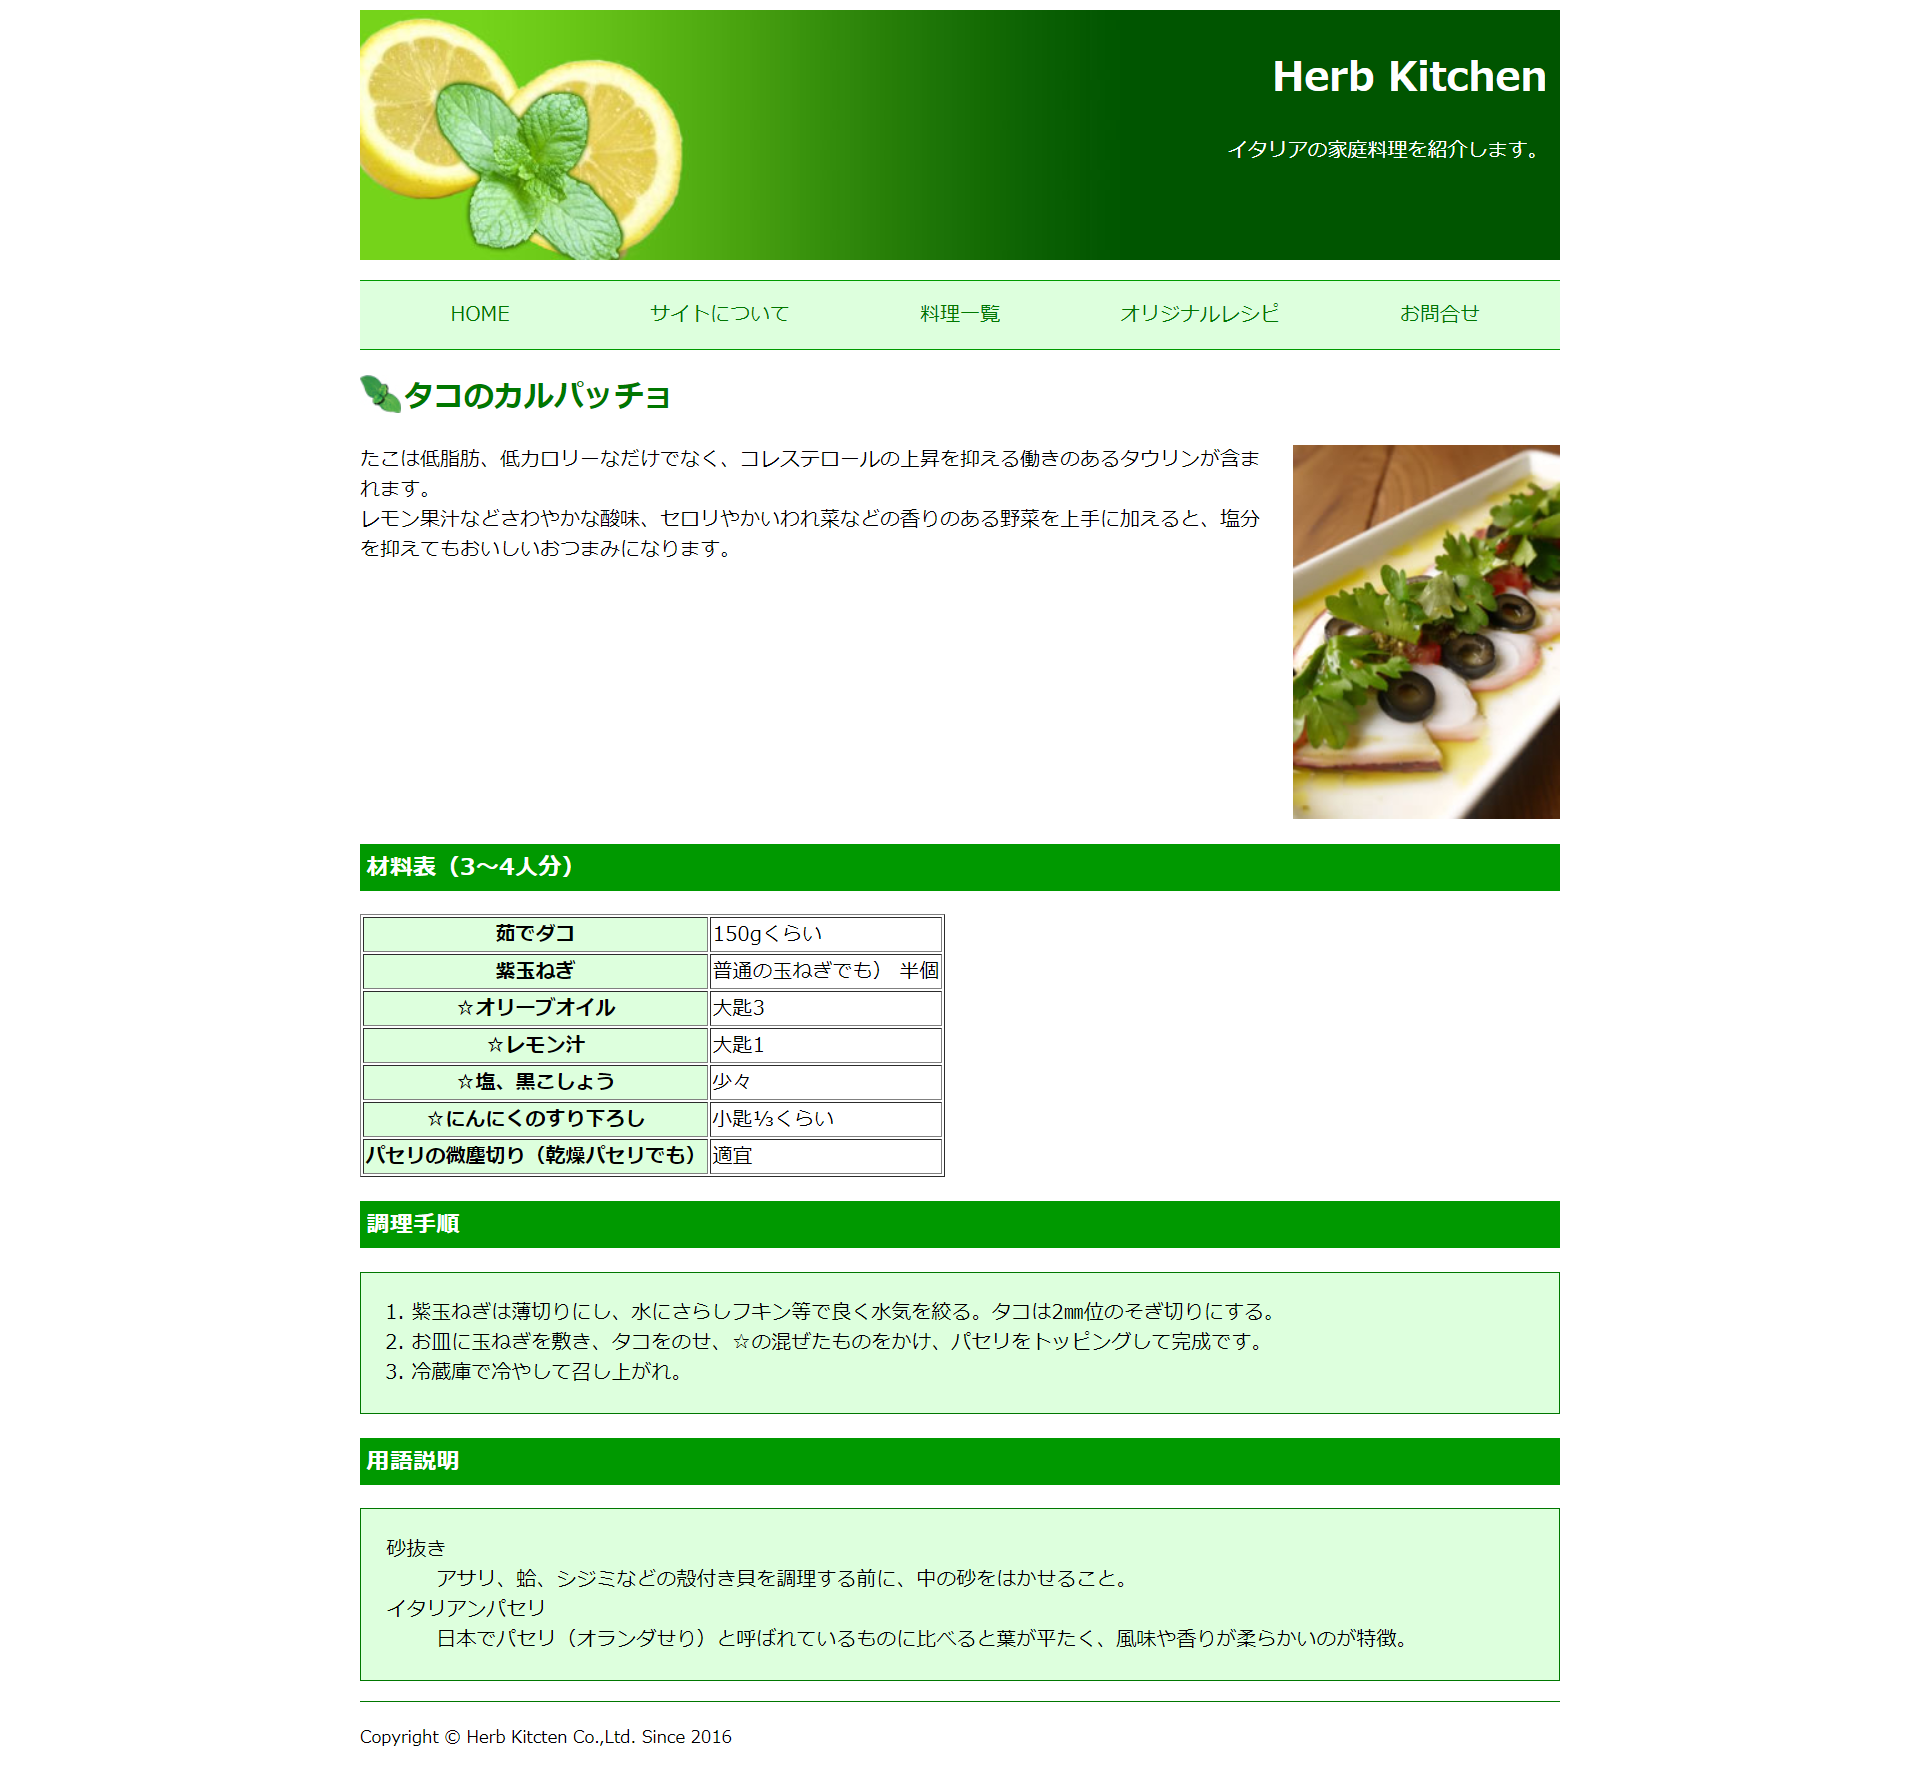 Herb Kitchen
イタリアの家庭料理を紹介します。
HOME サイトについて 料理一覧 オリジナルレシピ お問合せ
タコのカルパッチョ
たこは低脂肪、低カロリーなだけでなく、コレステロールの上昇を抑える働きのあるタウリンが含ま
れます。
レモン果汁などさわやかな酸味、セロリやかいわれ菜などの香りのある野菜を上手に加えると、塩分
を抑えてもおいしいおつまみになります。
材料表（3～4人分）
茹でダコ 150gくらい
紫玉ねぎ 普通の玉ねぎでも） 半個
☆オリーブオイル 大匙3
☆レモン汁 大匙1
☆塩、黒こしょう 少々
☆にんにくのすり下ろし 小匙⅓くらい
パセリの微塵切り（乾燥パセリでも） 適宜
調理手順
1. 紫玉ねぎは薄切りにし、水にさらしフキン等で良く水気を絞る。タコは2㎜位のそぎ切りにする。
2. お皿に玉ねぎを敷き、タコをのせ、☆の混ぜたものをかけ、パセリをトッピングして完成です。
3. 冷蔵庫で冷やして召し上がれ。
用語説明
砂抜き
アサリ、蛤、シジミなどの殻付き貝を調理する前に、中の砂をはかせること。
イタリアンパセリ
日本でパセリ（オランダせり）と呼ばれているものに比べると葉が平たく、風味や香りが柔らかいのが特徴。
Copyright © Herb Kitcten Co.,Ltd. Since 2016